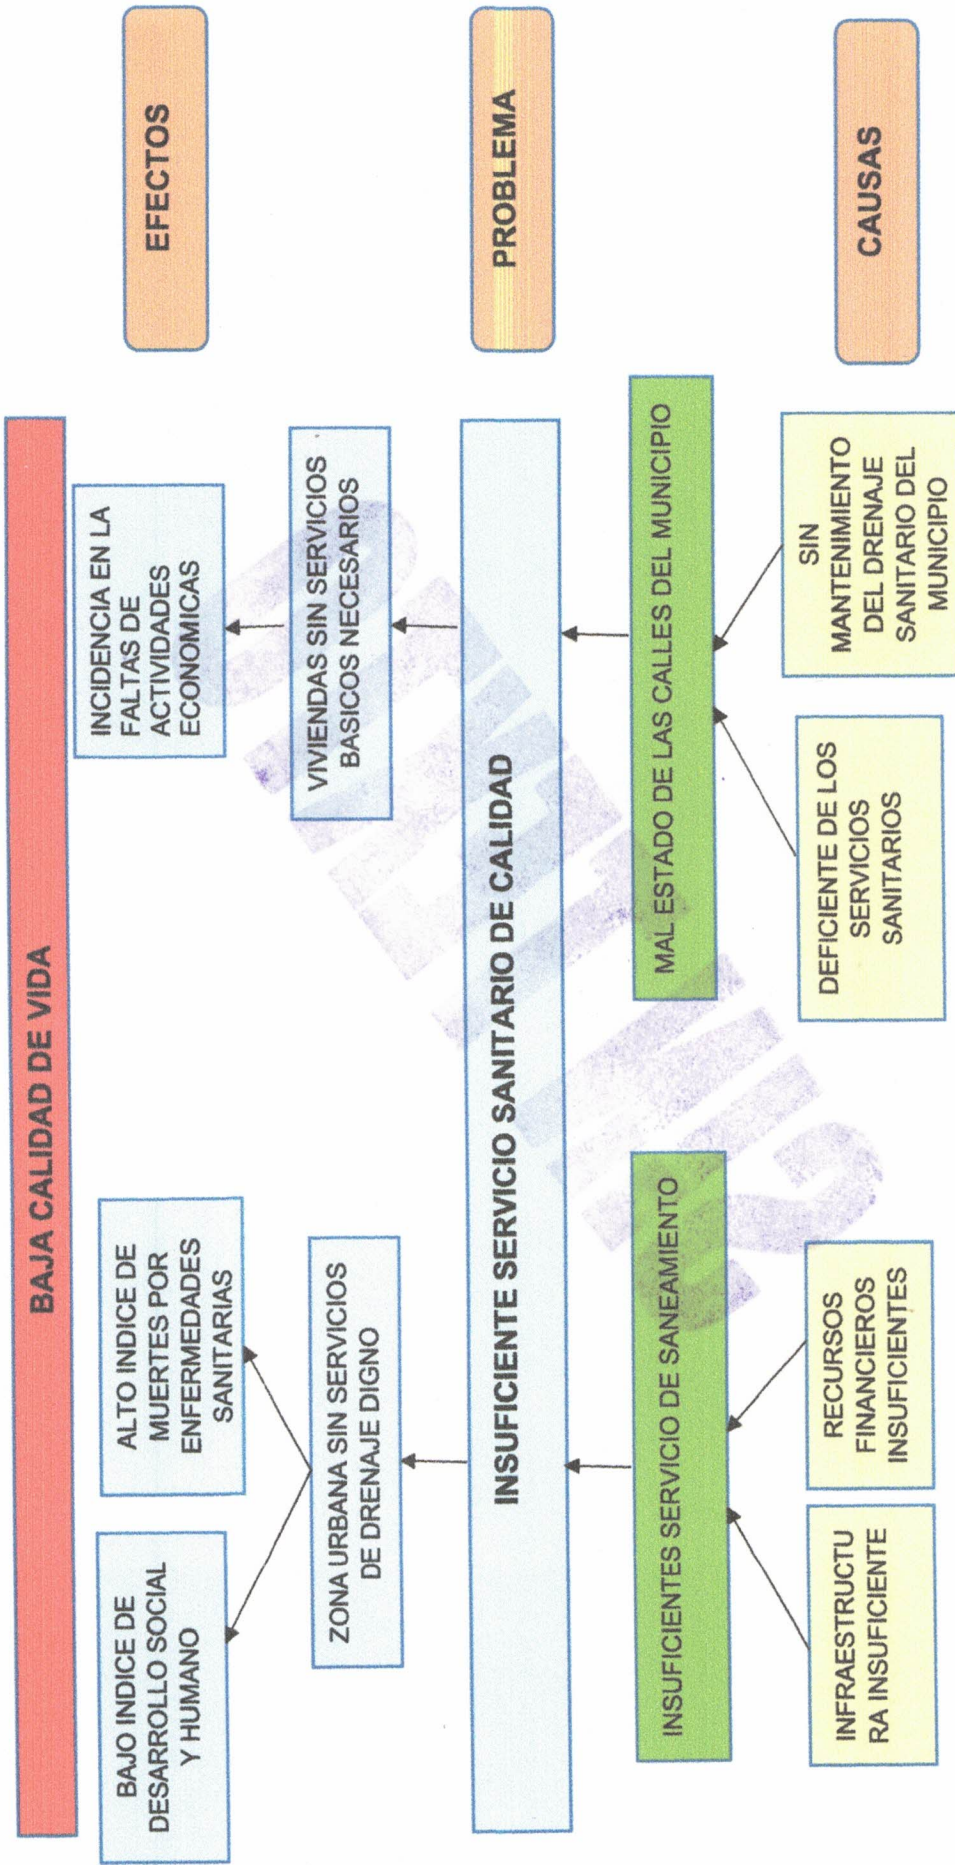 BAJA CALIDAD DE VIDA
EFECTOS
BAJO INDICE DE
DESARROLLO SOCIAL
Y HUMANO
ALTO INDICE DE
MUERTES POR
ENFERMEDADES
SANITARIAS
INCIDENCIA EN LA
FALTAS DE
ACTIVIDADES
ECONOMICAS
ZONA URBANA SIN SERVICIOS
DE DRENAJE DIGNO
VIVIENDAS SIN SERVICIOS
BASICOS NECESARIOS
INSUFICIENTE SERVICIO SANITARIO DE CALIDAD
PROBLEMA
INSUFICIENTES SERVICIO DE SANEAMIENTO
MAL ESTADO DE LAS CALLES DEL MUNICIPIO
INFRAESTRUCTU
RA INSUFICIENTE
RECURSOS
FINANCIEROS
INSUFICIENTES
DEFICIENTE DE LOS
SERVICIOS
SANITARIOS
SIN
MANTENIMIENTO
DEL DRENAJE
SANITARIO DEL
MUNICIPIO
CAUSAS